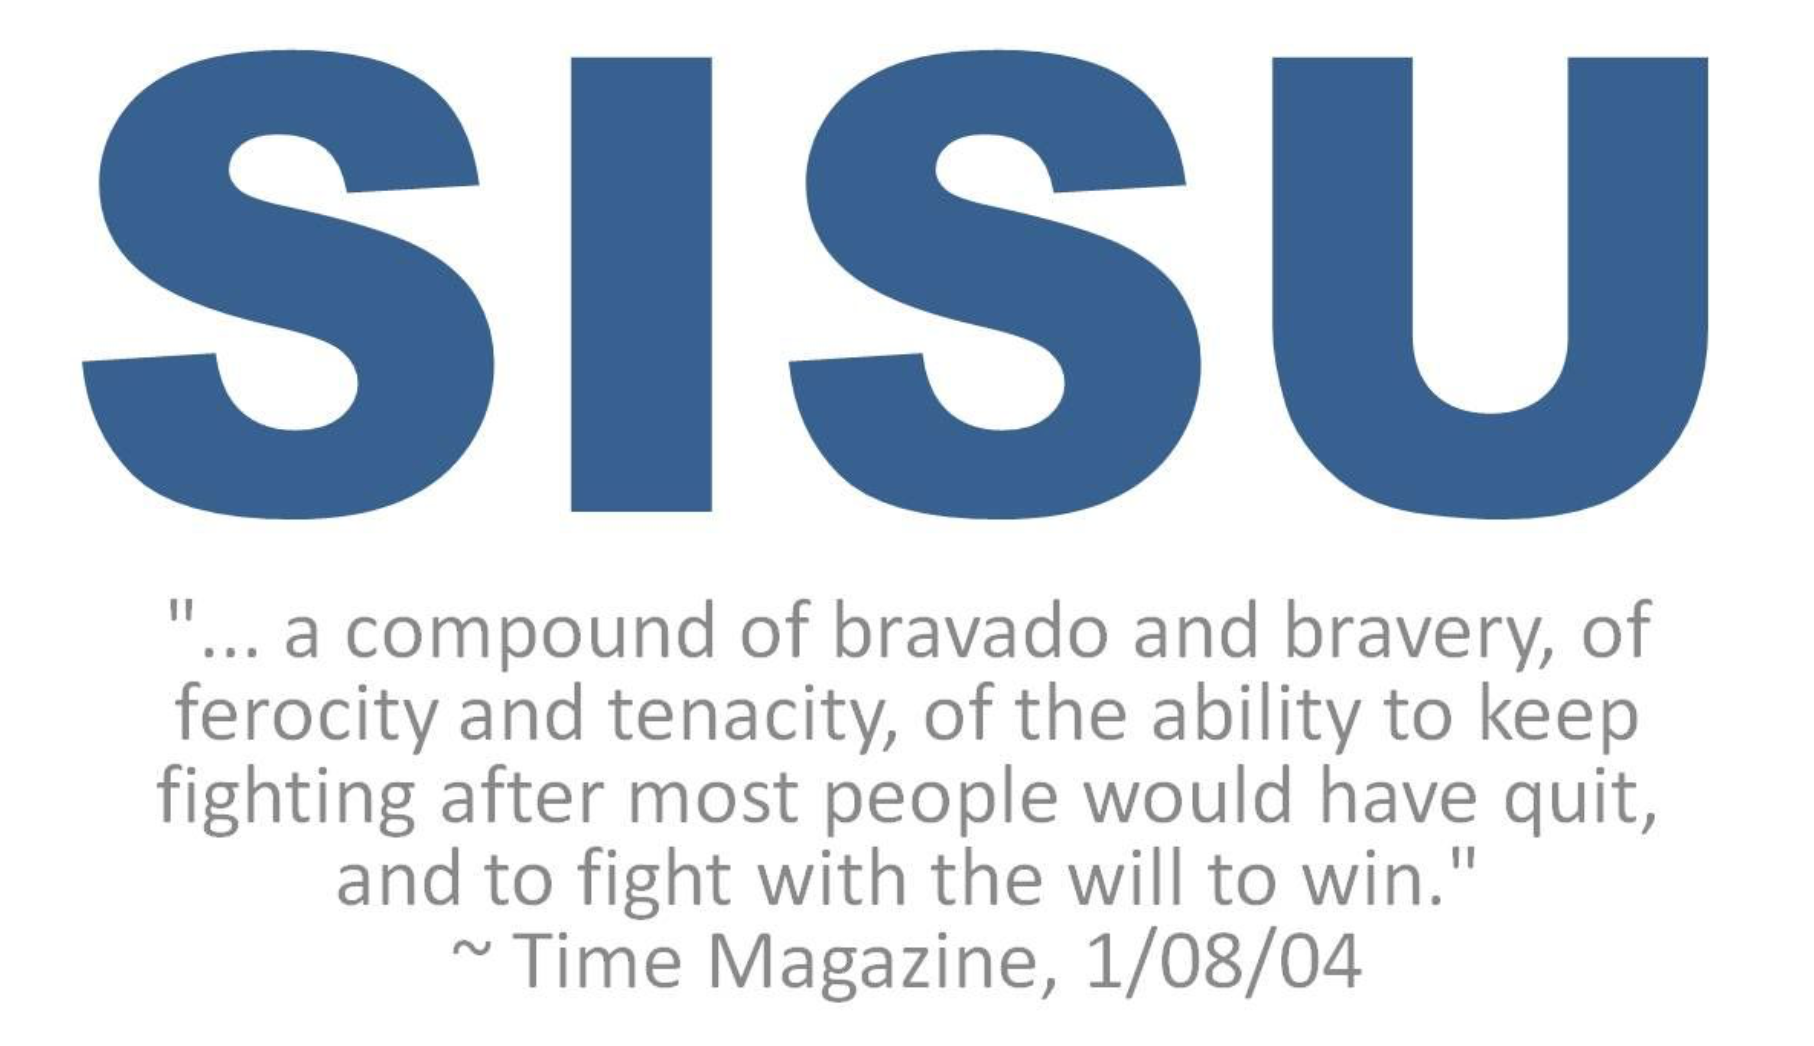 SISU
"... a compound of bravado and bravery, of
ferocity and tenacity, of the ability to keep
fighting after most people would have quit,
and to fight with the will to win."
~ Time Magazine, 1/08/04